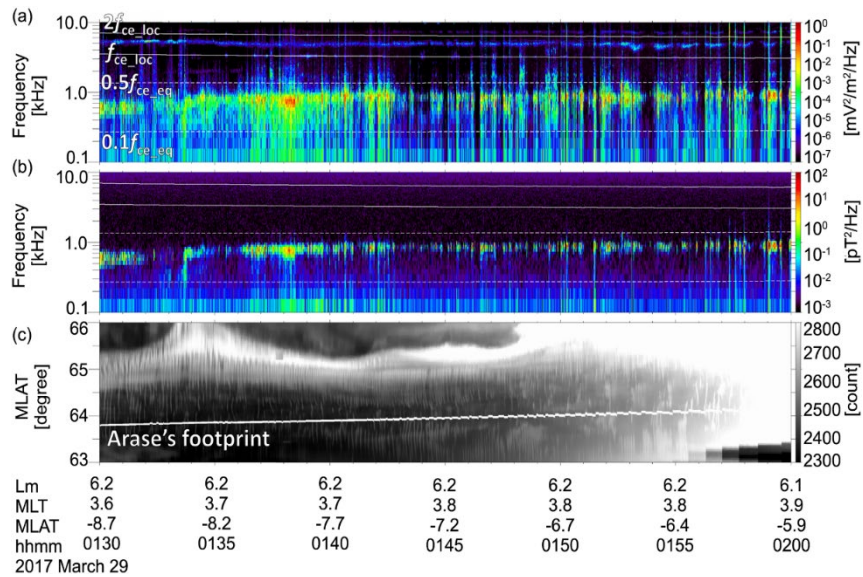 (a)
10.0
2f_ce_loc
f_ce_loc
0.5f_ce_eq
1.0
0.1f_ce_eq
0.1
Frequency
[kHz]
10⁰
10⁻¹
10⁻²
10⁻³
10⁻⁴
10⁻⁵
10⁻⁶
10⁻⁷
[mV²/m²/Hz]
(b)
10.0
1.0
0.1
Frequency
[kHz]
10²
10¹
10⁰
10⁻¹
10⁻²
10⁻³
[pT²/Hz]
(c)
66
65
64
63
MLAT
[degree]
Arase's footprint
2800
2700
2600
2500
2400
2300
[count]
Lm 6.2 6.2 6.2 6.2 6.2 6.2 6.1
MLT 3.6 3.7 3.7 3.8 3.8 3.8 3.9
MLAT -8.7 -8.2 -7.7 -7.2 -6.7 -6.4 -5.9
hhmm 0130 0135 0140 0145 0150 0155 0200
2017 March 29